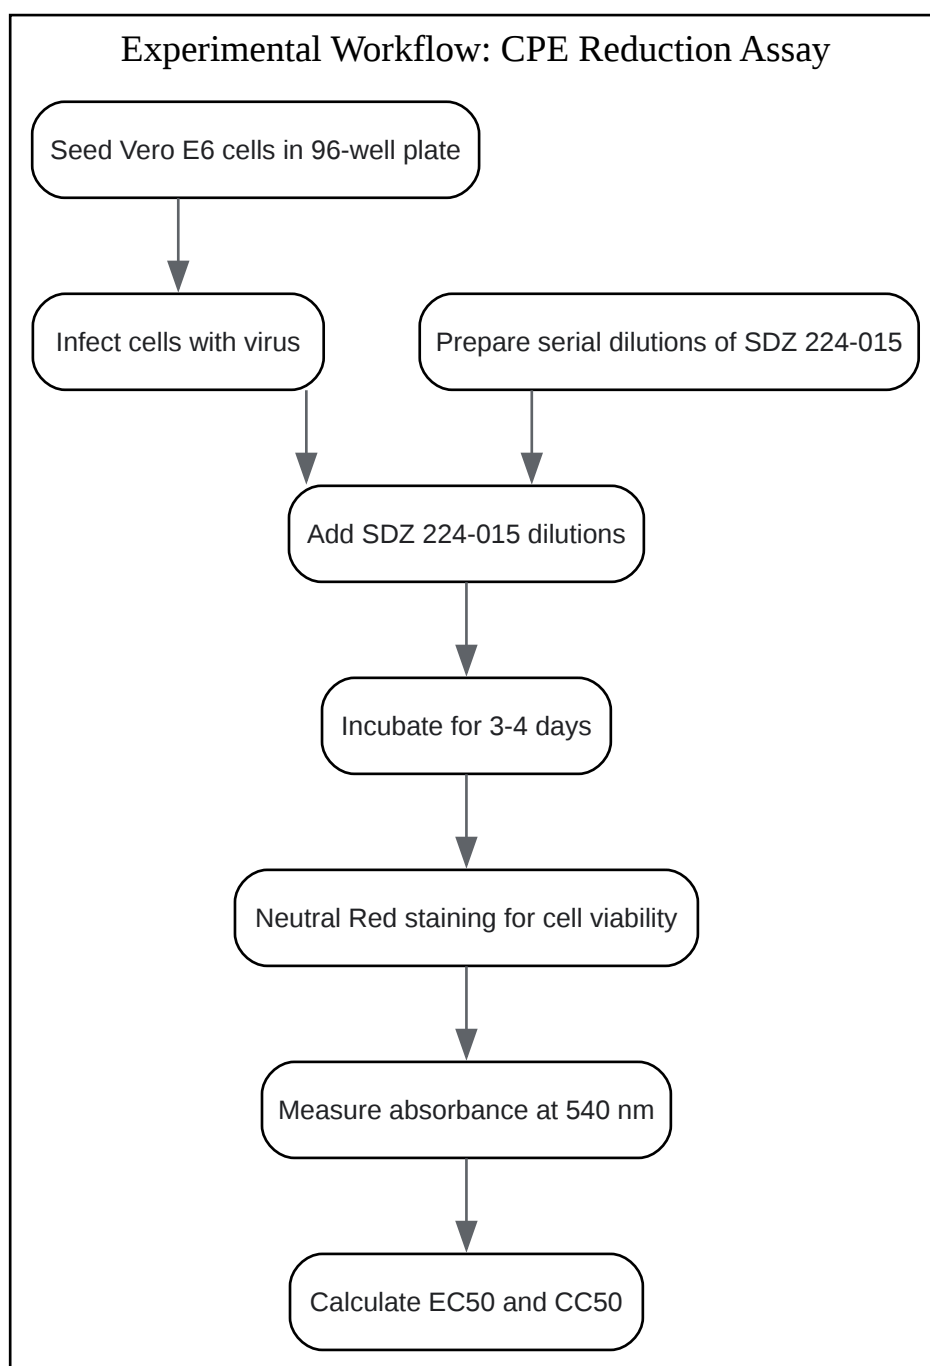 Experimental Workflow: CPE Reduction Assay
Seed Vero E6 cells in 96-well plate
Infect cells with virus
Prepare serial dilutions of SDZ 224-015
Add SDZ 224-015 dilutions
Incubate for 3-4 days
Neutral Red staining for cell viability
Measure absorbance at 540 nm
Calculate EC50 and CC50